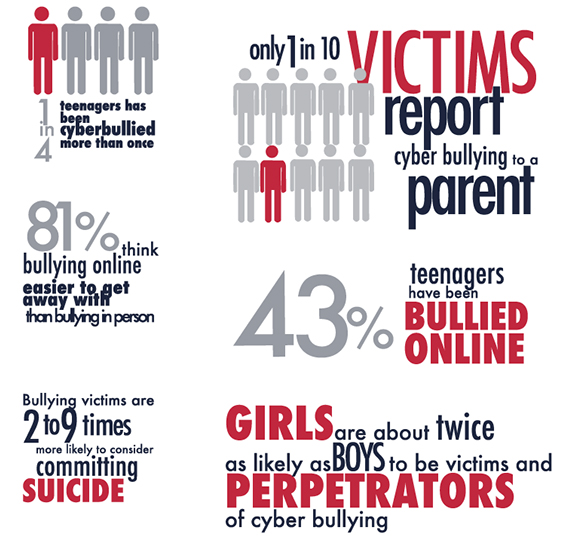 1 in 4
teenagers has
been
cyberbullied
more than once
only 1 in 10 VICTIMS
report
cyber bullying to a
parent
81% think
bullying online
easier to get
away with
than bullying in person
43%
teenagers
have been
BULLIED
ONLINE
Bullying victims are
2 to 9 times
more likely to consider
committing
SUICIDE
GIRLS are about twice
as likely as BOYS to be victims and
PERPETRATORS
of cyber bullying